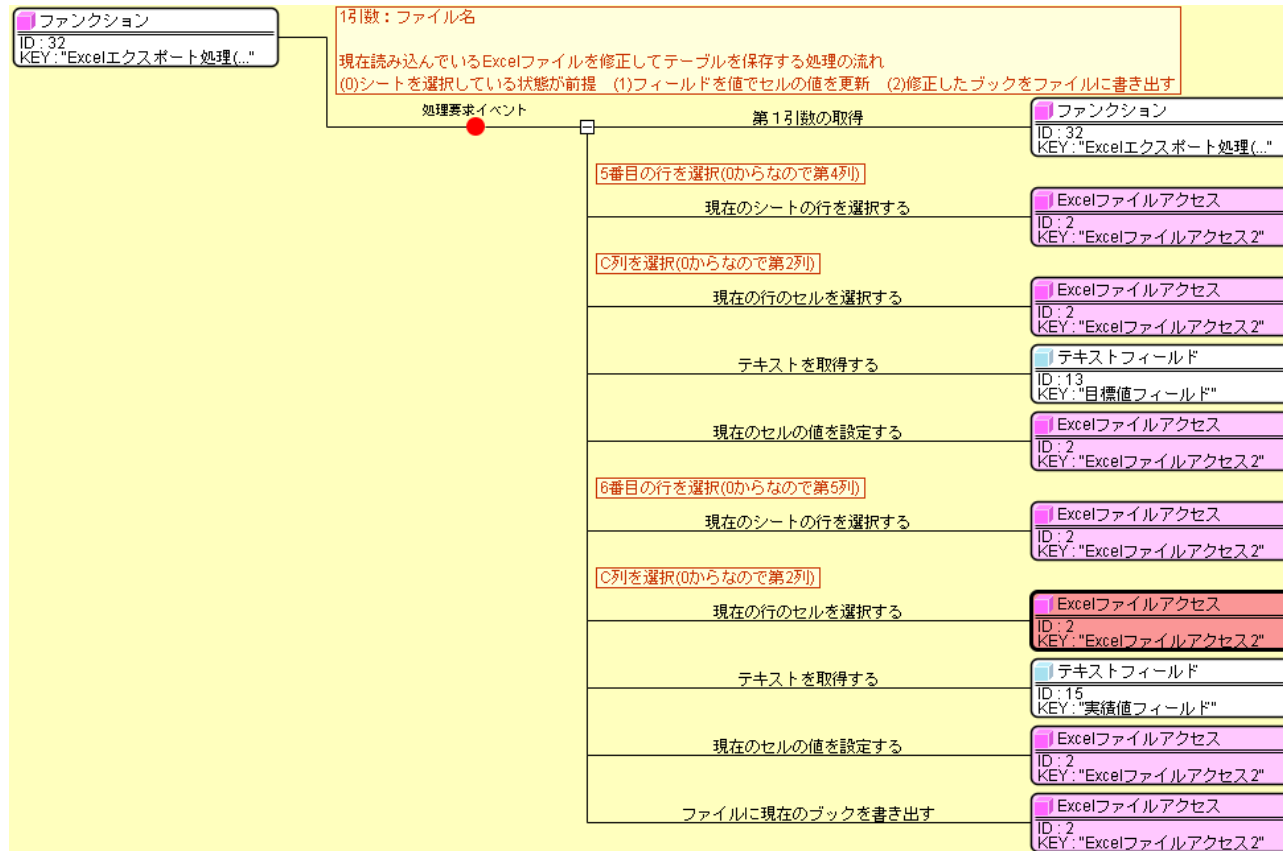 ファンクション
ID : 32
KEY : "Excelエクスポート処理(..."
1引数：ファイル名
現在読み込んでいるExcelファイルを修正してテーブルを保存する処理の流れ
(0)シートを選択している状態が前提　(1)フィールドを値でセルの値を更新　(2)修正したブックをファイルに書き出す
処理要求イベント
第１引数の取得
ファンクション
ID : 32
KEY : "Excelエクスポート処理(..."
5番目の行を選択(0からなので第4列)
現在のシートの行を選択する
Excelファイルアクセス
ID : 2
KEY : "Excelファイルアクセス2"
C列を選択(0からなので第2列)
現在の行のセルを選択する
Excelファイルアクセス
ID : 2
KEY : "Excelファイルアクセス2"
テキストを取得する
テキストフィールド
ID : 13
KEY : "目標値フィールド"
現在のセルの値を設定する
Excelファイルアクセス
ID : 2
KEY : "Excelファイルアクセス2"
6番目の行を選択(0からなので第5列)
現在のシートの行を選択する
Excelファイルアクセス
ID : 2
KEY : "Excelファイルアクセス2"
C列を選択(0からなので第2列)
現在の行のセルを選択する
Excelファイルアクセス
ID : 2
KEY : "Excelファイルアクセス2"
テキストを取得する
テキストフィールド
ID : 15
KEY : "実績値フィールド"
現在のセルの値を設定する
Excelファイルアクセス
ID : 2
KEY : "Excelファイルアクセス2"
ファイルに現在のブックを書き出す
Excelファイルアクセス
ID : 2
KEY : "Excelファイルアクセス2"